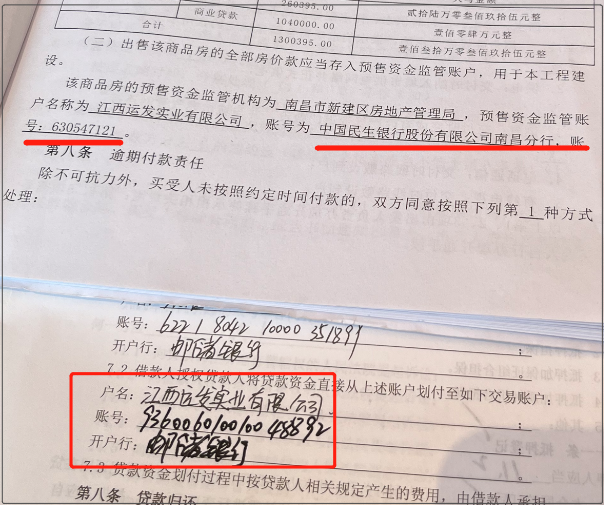 260395.00
商业贷款 贰拾陆万零叁佰玖拾伍元整
1040000.00
合计 壹佰零肆万元整
1300395.00 壹佰叁拾万零叁佰玖拾伍元整
（二）出售该商品房的全部房价款应当存入预售资金监管账户，用于本工程建
设。
该商品房的预售资金监管机构为 南昌市新建区房地产管理局 ，预售资金监管账
户名称为 江西运发实业有限公司 ，账号为 中国民生银行股份有限公司南昌分行，账
号：630547121 。
第八条 逾期付款责任
除不可抗力外，买受人未按照约定时间付款的，双方同意按照下列第 1 种方式
处理：
账号：6221 8042 10000 351899 ；
开户行：邮储银行 。
7.2 借款人授权贷款人将贷款资金直接从上述账户划付至如下交易账户：
户名：江西运发实业有限公司
账号：936006010010048892 ；
开户行：邮储银行 。
7.3 贷款资金划付过程中按贷款人相关规定产生的费用，由借款人承担
第八条 贷款归还